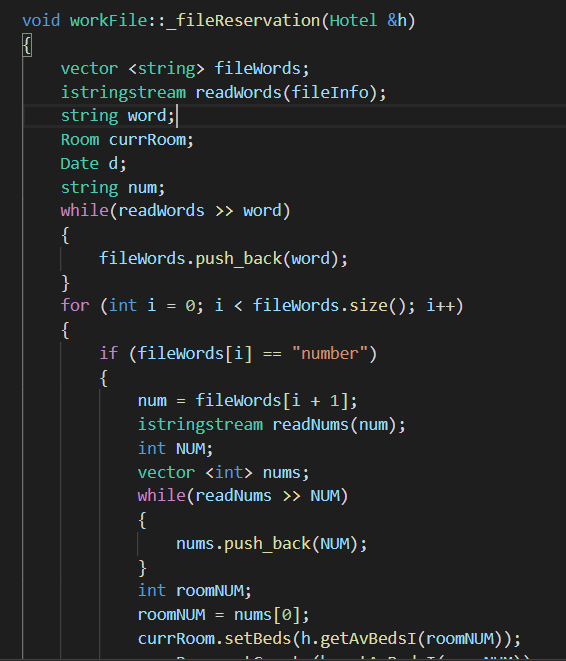 void workFile::_fileReservation(Hotel &h)
{
    vector <string> fileWords;
    istringstream readWords(fileInfo);
    string word;
    Room currRoom;
    Date d;
    string num;
    while(readWords >> word)
    {
        fileWords.push_back(word);
    }
    for (int i = 0; i < fileWords.size(); i++)
    {
        if (fileWords[i] == "number")
        {
            num = fileWords[i + 1];
            istringstream readNums(num);
            int NUM;
            vector <int> nums;
            while(readNums >> NUM)
            {
                nums.push_back(NUM);
            }
            int roomNUM;
            roomNUM = nums[0];
            currRoom.setBeds(h.getAvBedsI(roomNUM));